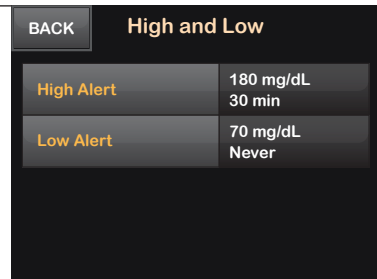 BACK
High and Low
High Alert
180 mg/dL
30 min
Low Alert
70 mg/dL
Never